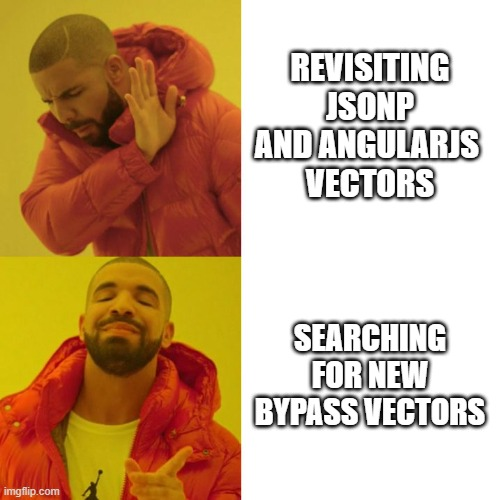 REVISITING
JSONP
AND ANGULARJS
VECTORS
SEARCHING
FOR NEW
BYPASS VECTORS
imgflip.com